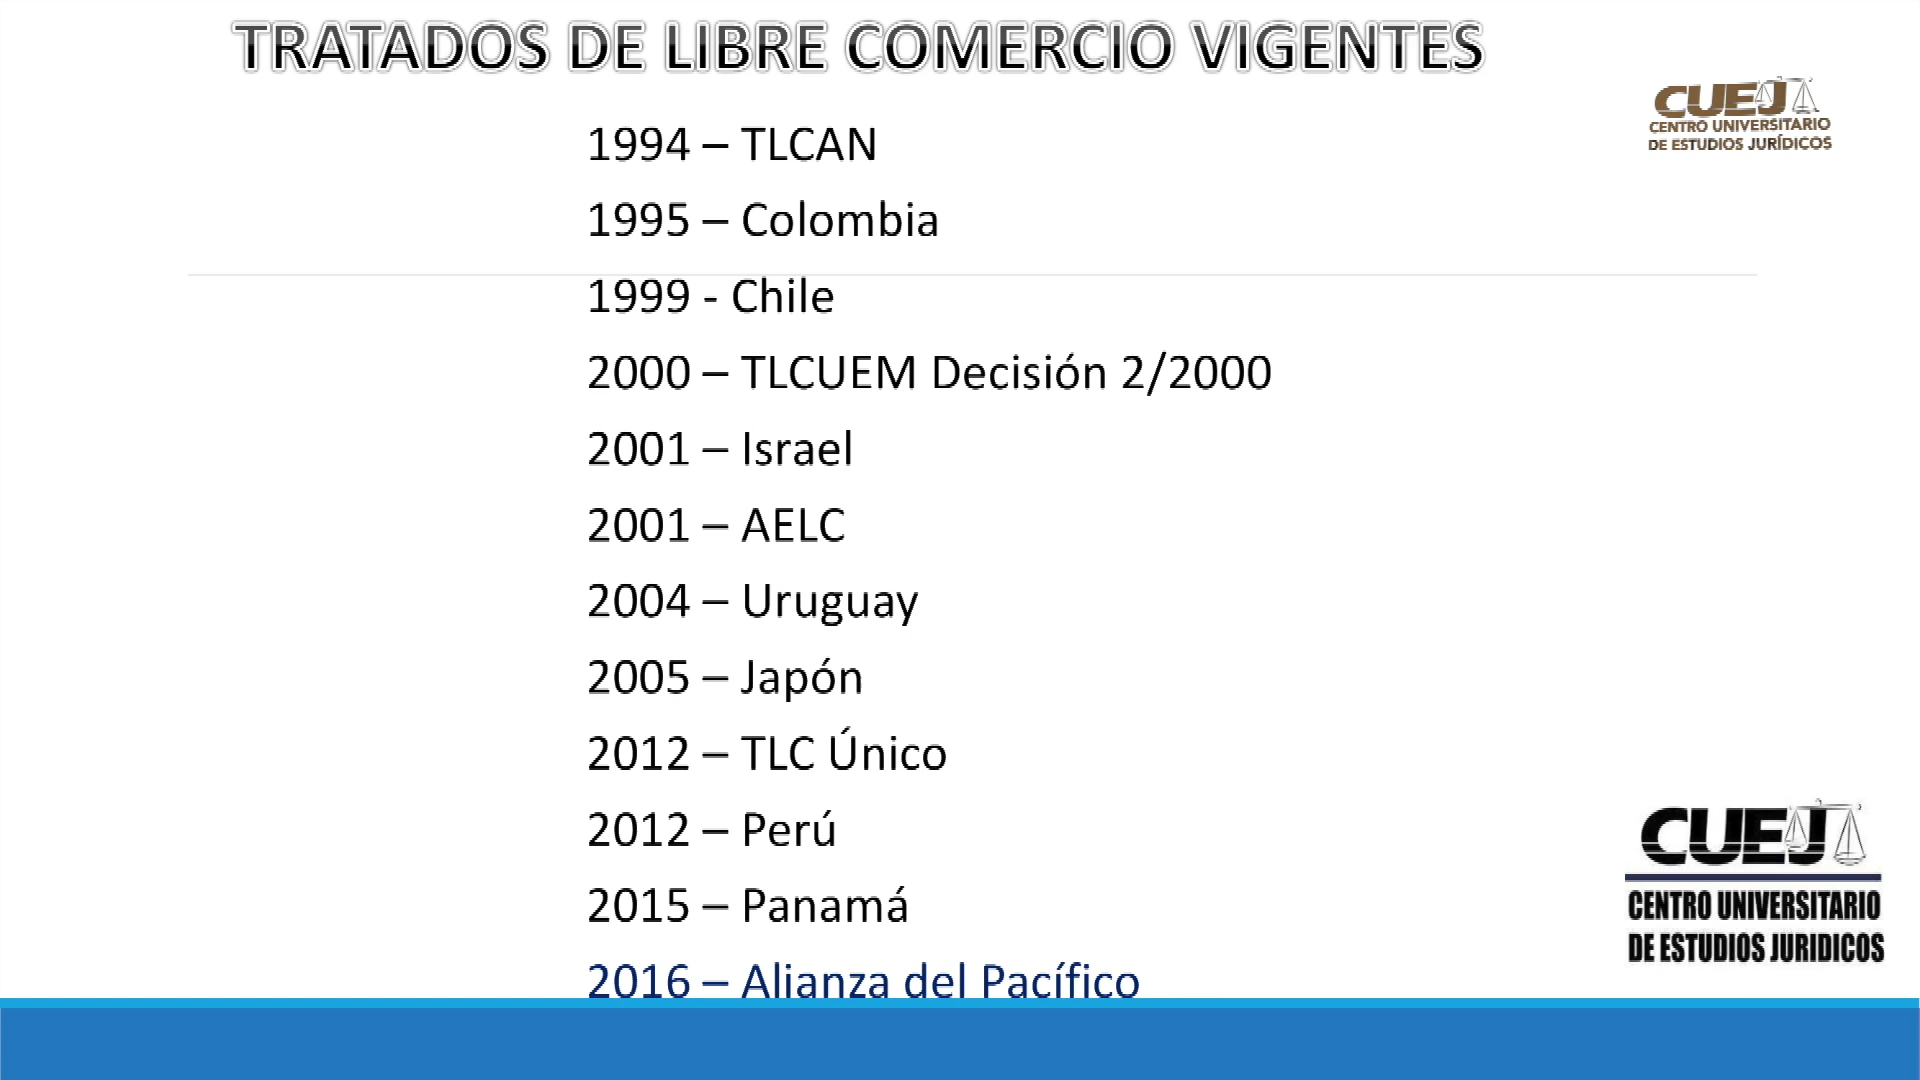 TRATADOS DE LIBRE COMERCIO VIGENTES
CUEJ
CENTRO UNIVERSITARIO
DE ESTUDIOS JURÍDICOS
1994 – TLCAN
1995 – Colombia
1999 - Chile
2000 – TLCUEM Decisión 2/2000
2001 – Israel
2001 – AELC
2004 – Uruguay
2005 – Japón
2012 – TLC Único
2012 – Perú
2015 – Panamá
2016 – Alianza del Pacífico
CUEJ
CENTRO UNIVERSITARIO
DE ESTUDIOS JURIDICOS